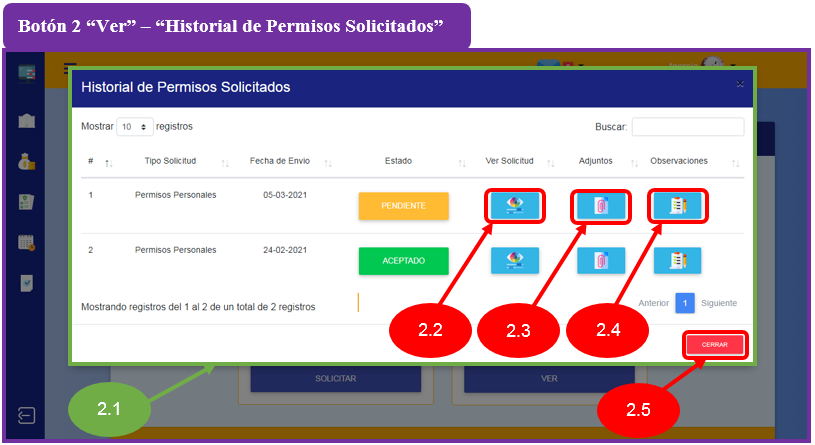 Botón 2 “Ver” – “Historial de Permisos Solicitados”
Historial de Permisos Solicitados ×
Mostrar 10 registros Buscar:
# Tipo Solicitud Fecha de Envio Estado Ver Solicitud Adjuntos Observaciones
1 Permisos Personales 05-03-2021 PENDIENTE
2 Permisos Personales 24-02-2021 ACEPTADO
Mostrando registros del 1 al 2 de un total de 2 registros Anterior 1 Siguiente
2.2 2.3 2.4
CERRAR
SOLICITAR VER
2.1 2.5